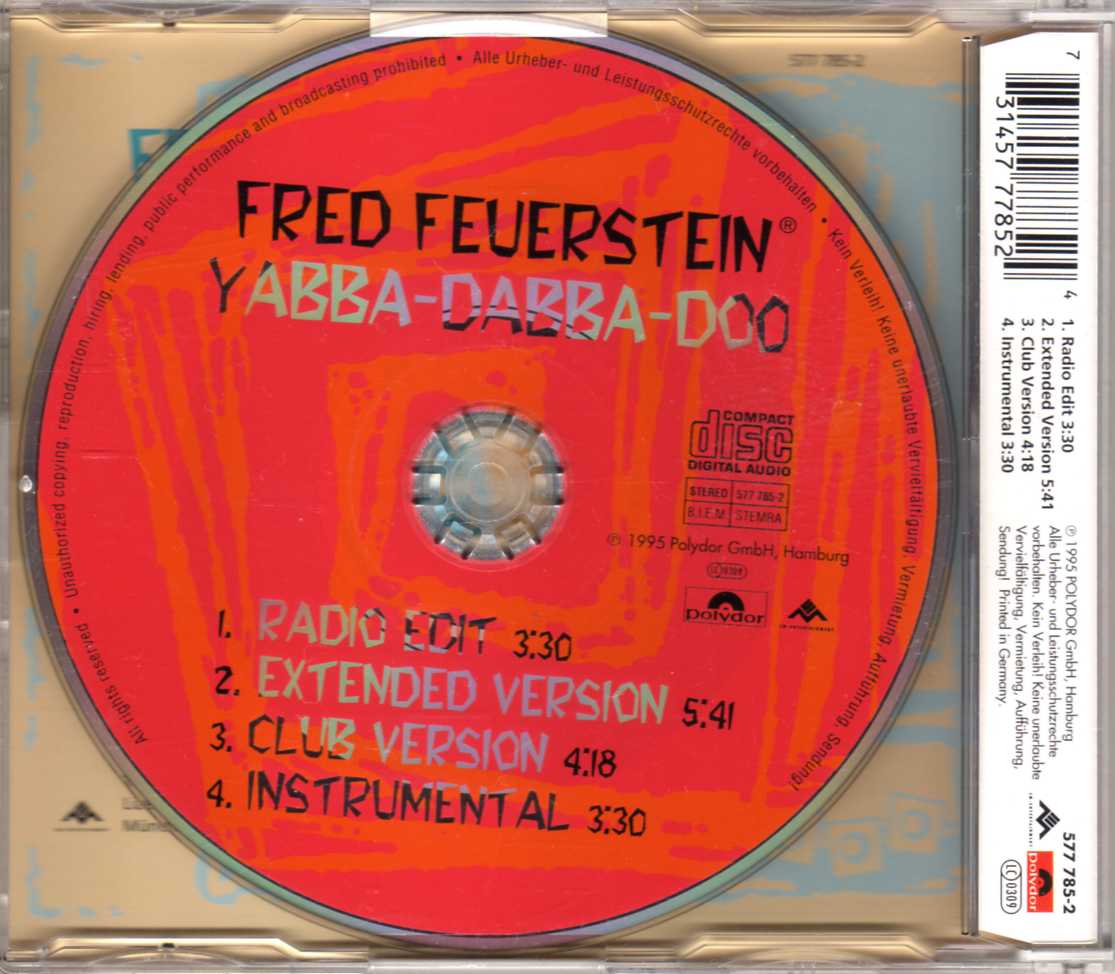 Unauthorized copying, reproduction, hiring, lending, public performance and broadcasting prohibited • Alle Urheber- und Leistungsschutzrechte vorbehalten • Kein Verleih! Keine unerlaubte Vervielfältigung, Vermietung, Aufführung, Sendung!
All rights reserved •
577 785-2
FRED FEUERSTEIN®
YABBA-DABBA-DOO
COMPACT
disc
DIGITAL AUDIO
STEREO 577 785-2
B.I.E.M. STEMRA
℗ 1995 Polydor GmbH, Hamburg
LC 0309
polydor
1. RADIO EDIT 3:30
2. EXTENDED VERSION 5:41
3. CLUB VERSION 4:18
4. INSTRUMENTAL 3:30
7 31457 77852 4
1. Radio Edit 3:30
2. Extended Version 5:41
3. Club Version 4:18
4. Instrumental 3:30
℗ 1995 POLYDOR GmbH, Hamburg
Alle Urheber- und Leistungsschutzrechte
vorbehalten. Kein Verleih! Keine unerlaubte
Vervielfältigung, Vermietung, Aufführung,
Sendung! Printed in Germany.
polydor
577 785-2
LC 0309